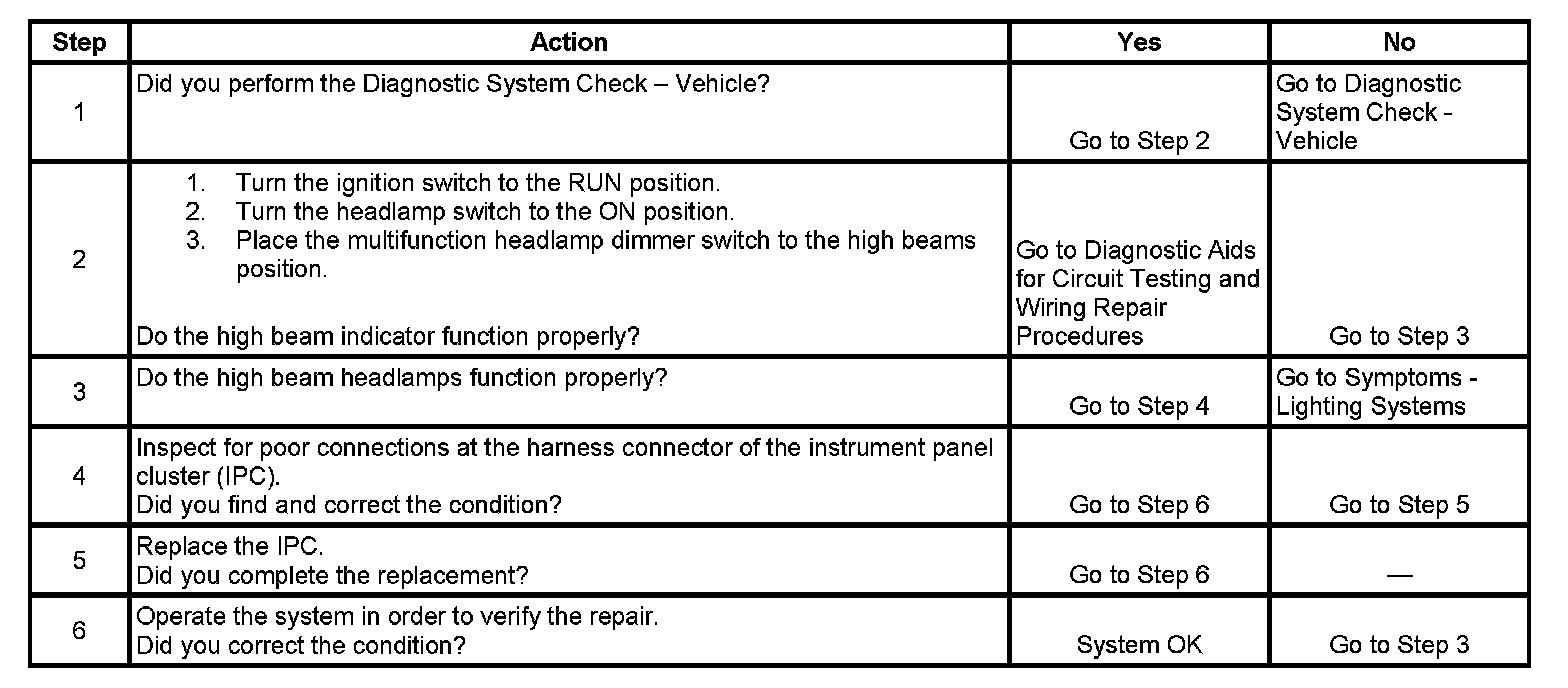 Step Action Yes No
1
Did you perform the Diagnostic System Check – Vehicle?
Go to Step 2
Go to Diagnostic
System Check -
Vehicle
2
1. Turn the ignition switch to the RUN position.
2. Turn the headlamp switch to the ON position.
3. Place the multifunction headlamp dimmer switch to the high beams
position.
Do the high beam indicator function properly?
Go to Diagnostic Aids
for Circuit Testing and
Wiring Repair
Procedures
Go to Step 3
3
Do the high beam headlamps function properly?
Go to Step 4
Go to Symptoms -
Lighting Systems
4
Inspect for poor connections at the harness connector of the instrument panel
cluster (IPC).
Did you find and correct the condition?
Go to Step 6
Go to Step 5
5
Replace the IPC.
Did you complete the replacement?
Go to Step 6
—
6
Operate the system in order to verify the repair.
Did you correct the condition?
System OK
Go to Step 3